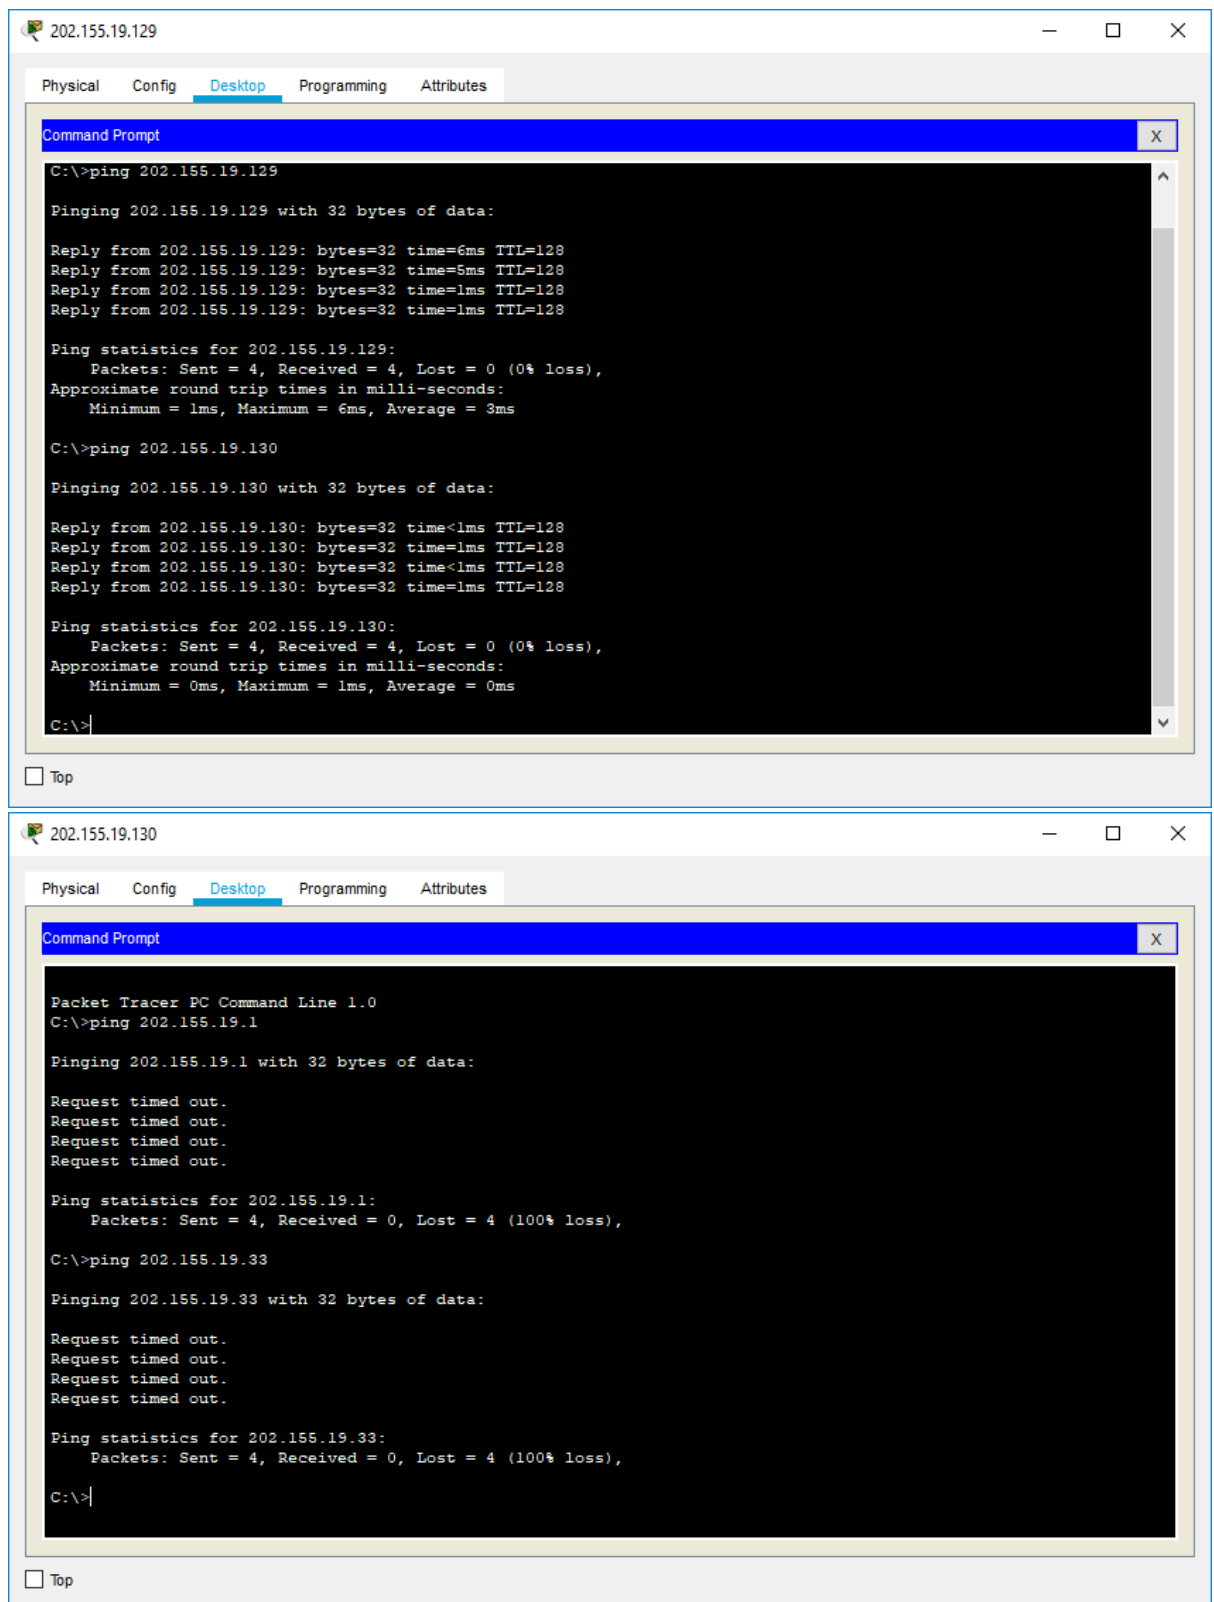 202.155.19.129
Physical Config Desktop Programming Attributes
Command Prompt
X
C:\>ping 202.155.19.129
Pinging 202.155.19.129 with 32 bytes of data:
Reply from 202.155.19.129: bytes=32 time=6ms TTL=128
Reply from 202.155.19.129: bytes=32 time=5ms TTL=128
Reply from 202.155.19.129: bytes=32 time=1ms TTL=128
Reply from 202.155.19.129: bytes=32 time=1ms TTL=128
Ping statistics for 202.155.19.129:
Packets: Sent = 4, Received = 4, Lost = 0 (0% loss),
Approximate round trip times in milli-seconds:
Minimum = 1ms, Maximum = 6ms, Average = 3ms
C:\>ping 202.155.19.130
Pinging 202.155.19.130 with 32 bytes of data:
Reply from 202.155.19.130: bytes=32 time<1ms TTL=128
Reply from 202.155.19.130: bytes=32 time=1ms TTL=128
Reply from 202.155.19.130: bytes=32 time<1ms TTL=128
Reply from 202.155.19.130: bytes=32 time=1ms TTL=128
Ping statistics for 202.155.19.130:
Packets: Sent = 4, Received = 4, Lost = 0 (0% loss),
Approximate round trip times in milli-seconds:
Minimum = 0ms, Maximum = 1ms, Average = 0ms
C:\>
Top
202.155.19.130
Physical Config Desktop Programming Attributes
Command Prompt
X
Packet Tracer PC Command Line 1.0
C:\>ping 202.155.19.1
Pinging 202.155.19.1 with 32 bytes of data:
Request timed out.
Request timed out.
Request timed out.
Request timed out.
Ping statistics for 202.155.19.1:
Packets: Sent = 4, Received = 0, Lost = 4 (100% loss),
C:\>ping 202.155.19.33
Pinging 202.155.19.33 with 32 bytes of data:
Request timed out.
Request timed out.
Request timed out.
Request timed out.
Ping statistics for 202.155.19.33:
Packets: Sent = 4, Received = 0, Lost = 4 (100% loss),
C:\>
Top